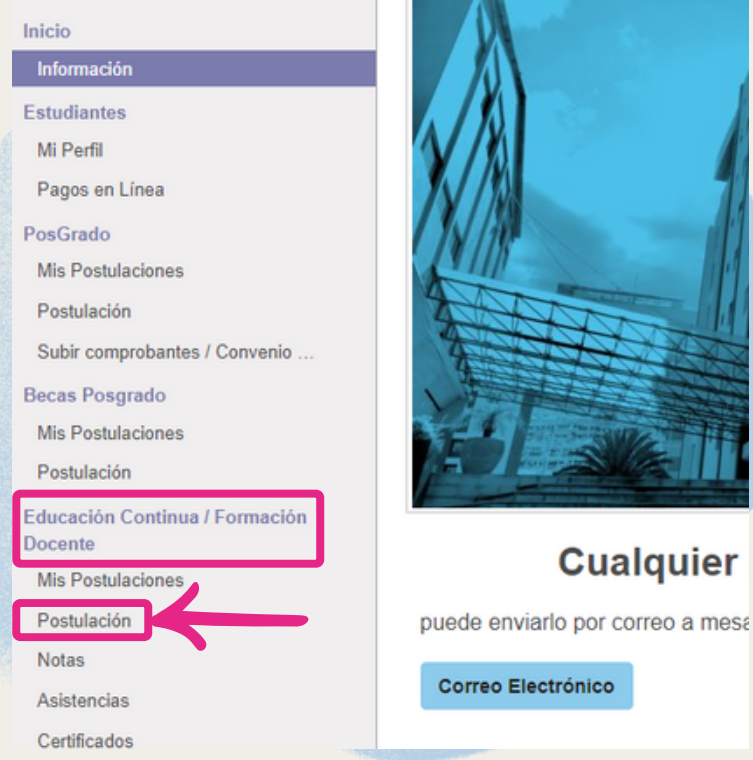 Inicio
Información
Estudiantes
Mi Perfil
Pagos en Línea
PosGrado
Mis Postulaciones
Postulación
Subir comprobantes / Convenio ...
Becas Posgrado
Mis Postulaciones
Postulación
Educación Continua / Formación
Docente
Mis Postulaciones
Postulación
Notas
Asistencias
Certificados
Cualquier
puede enviarlo por correo a mesa
Correo Electrónico